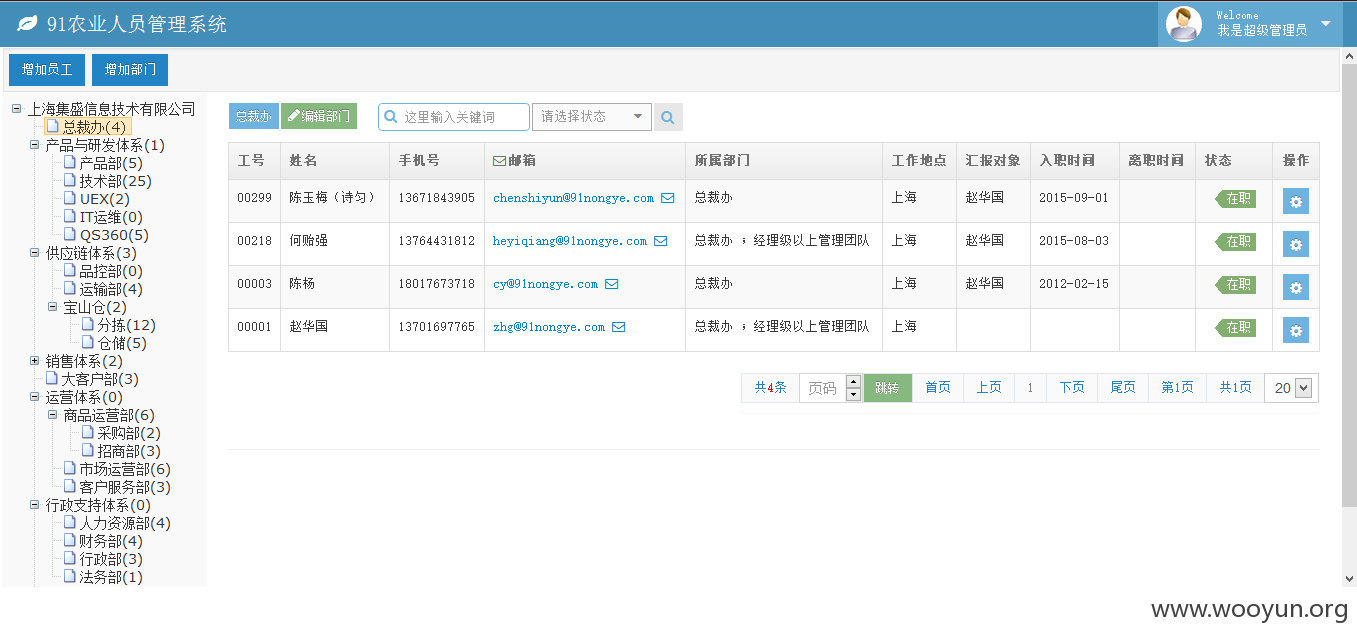 91农业人员管理系统
Welcome
我是超级管理员
增加员工 增加部门
上海集盛信息技术有限公司
总裁办(4)
产品与研发体系(1)
产品部(5)
技术部(25)
UEX(2)
IT运维(0)
QS360(5)
供应链体系(3)
品控部(0)
运输部(4)
宝山仓(2)
分拣(12)
仓储(5)
销售体系(2)
大客户部(3)
运营体系(0)
商品运营部(6)
采购部(2)
招商部(3)
市场运营部(6)
客户服务部(3)
行政支持体系(0)
人力资源部(4)
财务部(4)
行政部(3)
法务部(1)
总裁办 编辑部门 这里输入关键词 请选择状态
工号 姓名 手机号 邮箱 所属部门 工作地点 汇报对象 入职时间 离职时间 状态 操作
00299 陈玉梅（诗匀） 13671843905 chenshiyun@91nongye.com 总裁办 上海 赵华国 2015-09-01 在职
00218 何贻强 13764431812 heyiqiang@91nongye.com 总裁办 ; 经理级以上管理团队 上海 赵华国 2015-08-03 在职
00003 陈杨 18017673718 cy@91nongye.com 总裁办 上海 赵华国 2012-02-15 在职
00001 赵华国 13701697765 zhg@91nongye.com 总裁办 ; 经理级以上管理团队 上海 在职
共4条 页码 跳转 首页 上页 1 下页 尾页 第1页 共1页 20
www.wooyun.org